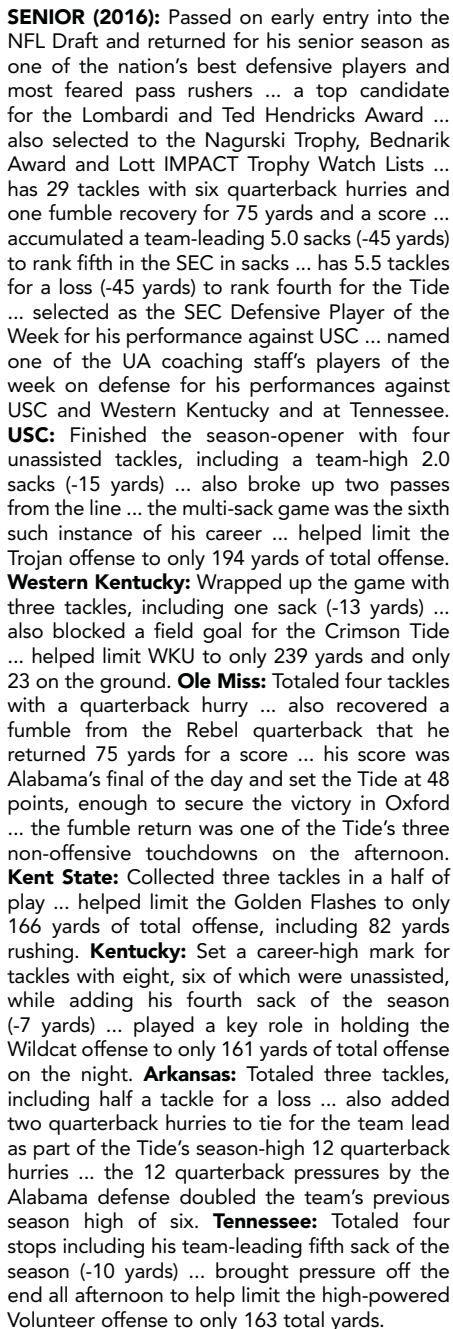 SENIOR (2016): Passed on early entry into the
NFL Draft and returned for his senior season as
one of the nation's best defensive players and
most feared pass rushers ... a top candidate
for the Lombardi and Ted Hendricks Award ...
also selected to the Nagurski Trophy, Bednarik
Award and Lott IMPACT Trophy Watch Lists ...
has 29 tackles with six quarterback hurries and
one fumble recovery for 75 yards and a score ...
accumulated a team-leading 5.0 sacks (-45 yards)
to rank fifth in the SEC in sacks ... has 5.5 tackles
for a loss (-45 yards) to rank fourth for the Tide
... selected as the SEC Defensive Player of the
Week for his performance against USC ... named
one of the UA coaching staff's players of the
week on defense for his performances against
USC and Western Kentucky and at Tennessee.
USC: Finished the season-opener with four
unassisted tackles, including a team-high 2.0
sacks (-15 yards) ... also broke up two passes
from the line ... the multi-sack game was the sixth
such instance of his career ... helped limit the
Trojan offense to only 194 yards of total offense.
Western Kentucky: Wrapped up the game with
three tackles, including one sack (-13 yards) ...
also blocked a field goal for the Crimson Tide
... helped limit WKU to only 239 yards and only
23 on the ground. Ole Miss: Totaled four tackles
with a quarterback hurry ... also recovered a
fumble from the Rebel quarterback that he
returned 75 yards for a score ... his score was
Alabama's final of the day and set the Tide at 48
points, enough to secure the victory in Oxford
... the fumble return was one of the Tide's three
non-offensive touchdowns on the afternoon.
Kent State: Collected three tackles in a half of
play ... helped limit the Golden Flashes to only
166 yards of total offense, including 82 yards
rushing. Kentucky: Set a career-high mark for
tackles with eight, six of which were unassisted,
while adding his fourth sack of the season
(-7 yards) ... played a key role in holding the
Wildcat offense to only 161 yards of total offense
on the night. Arkansas: Totaled three tackles,
including half a tackle for a loss ... also added
two quarterback hurries to tie for the team lead
as part of the Tide's season-high 12 quarterback
hurries ... the 12 quarterback pressures by the
Alabama defense doubled the team's previous
season high of six. Tennessee: Totaled four
stops including his team-leading fifth sack of the
season (-10 yards) ... brought pressure off the
end all afternoon to help limit the high-powered
Volunteer offense to only 163 total yards.